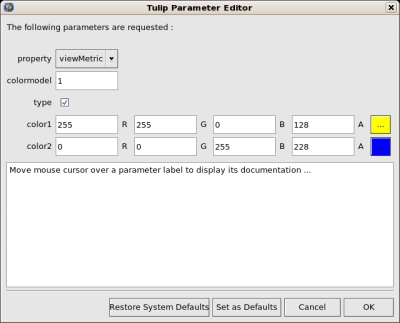 Tulip Parameter Editor
The following parameters are requested :
property viewMetric
colormodel 1
type
color1 255 R 255 G 0 B 128 A ...
color2 0 R 0 G 255 B 228 A ...
Move mouse cursor over a parameter label to display its documentation ...
Restore System Defaults Set as Defaults Cancel OK